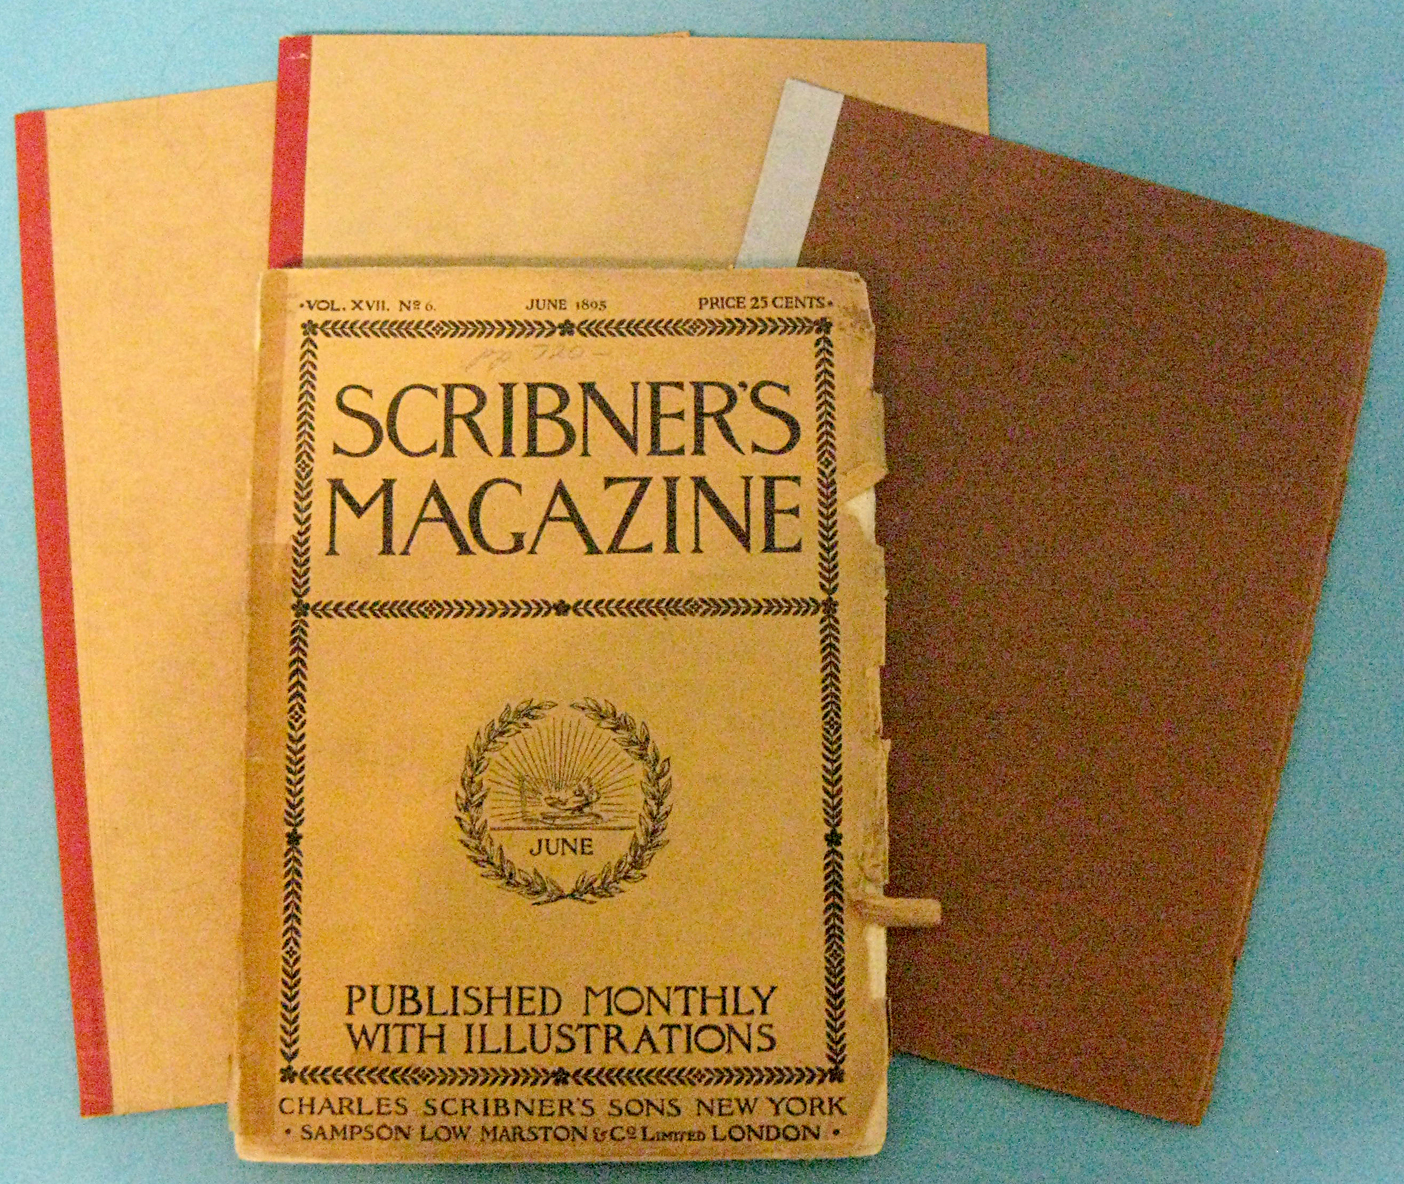 ·VOL. XVII. Nº 6. JUNE 1895 PRICE 25 CENTS·
SCRIBNER'S
MAGAZINE
JUNE
PUBLISHED MONTHLY
WITH ILLUSTRATIONS
CHARLES SCRIBNER'S SONS NEW YORK
· SAMPSON LOW MARSTON & Cº LIMITED LONDON ·